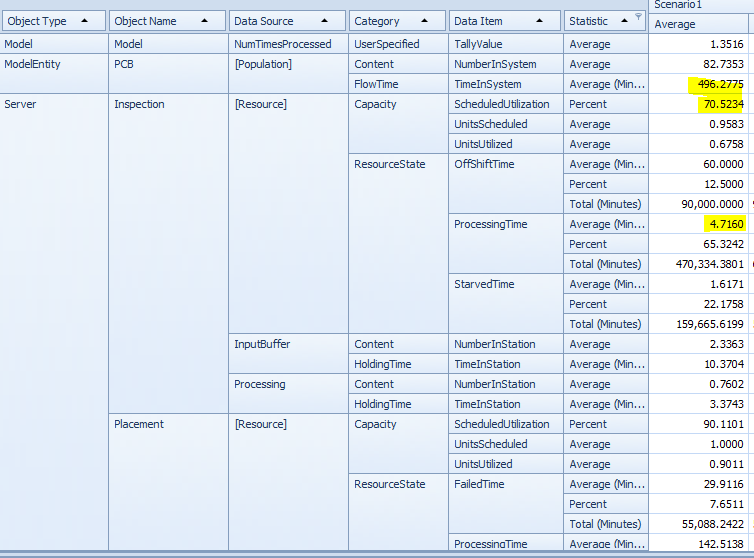 Scenario1
Object Type Object Name Data Source Category Data Item Statistic Average
Model Model NumTimesProcessed UserSpecified TallyValue Average 1.3516
ModelEntity PCB [Population] Content NumberInSystem Average 82.7353
FlowTime TimeInSystem Average (Min... 496.2775
Server Inspection [Resource] Capacity ScheduledUtilization Percent 70.5234
UnitsScheduled Average 0.9583
UnitsUtilized Average 0.6758
ResourceState OffShiftTime Average (Min... 60.0000
Percent 12.5000
Total (Minutes) 90,000.0000
ProcessingTime Average (Min... 4.7160
Percent 65.3242
Total (Minutes) 470,334.3801
StarvedTime Average (Min... 1.6171
Percent 22.1758
Total (Minutes) 159,665.6199
InputBuffer Content NumberInStation Average 2.3363
HoldingTime TimeInStation Average (Min... 10.3704
Processing Content NumberInStation Average 0.7602
HoldingTime TimeInStation Average (Min... 3.3743
Placement [Resource] Capacity ScheduledUtilization Percent 90.1101
UnitsScheduled Average 1.0000
UnitsUtilized Average 0.9011
ResourceState FailedTime Average (Min... 29.9116
Percent 7.6511
Total (Minutes) 55,088.2422
ProcessingTime Average (Min... 142.5138